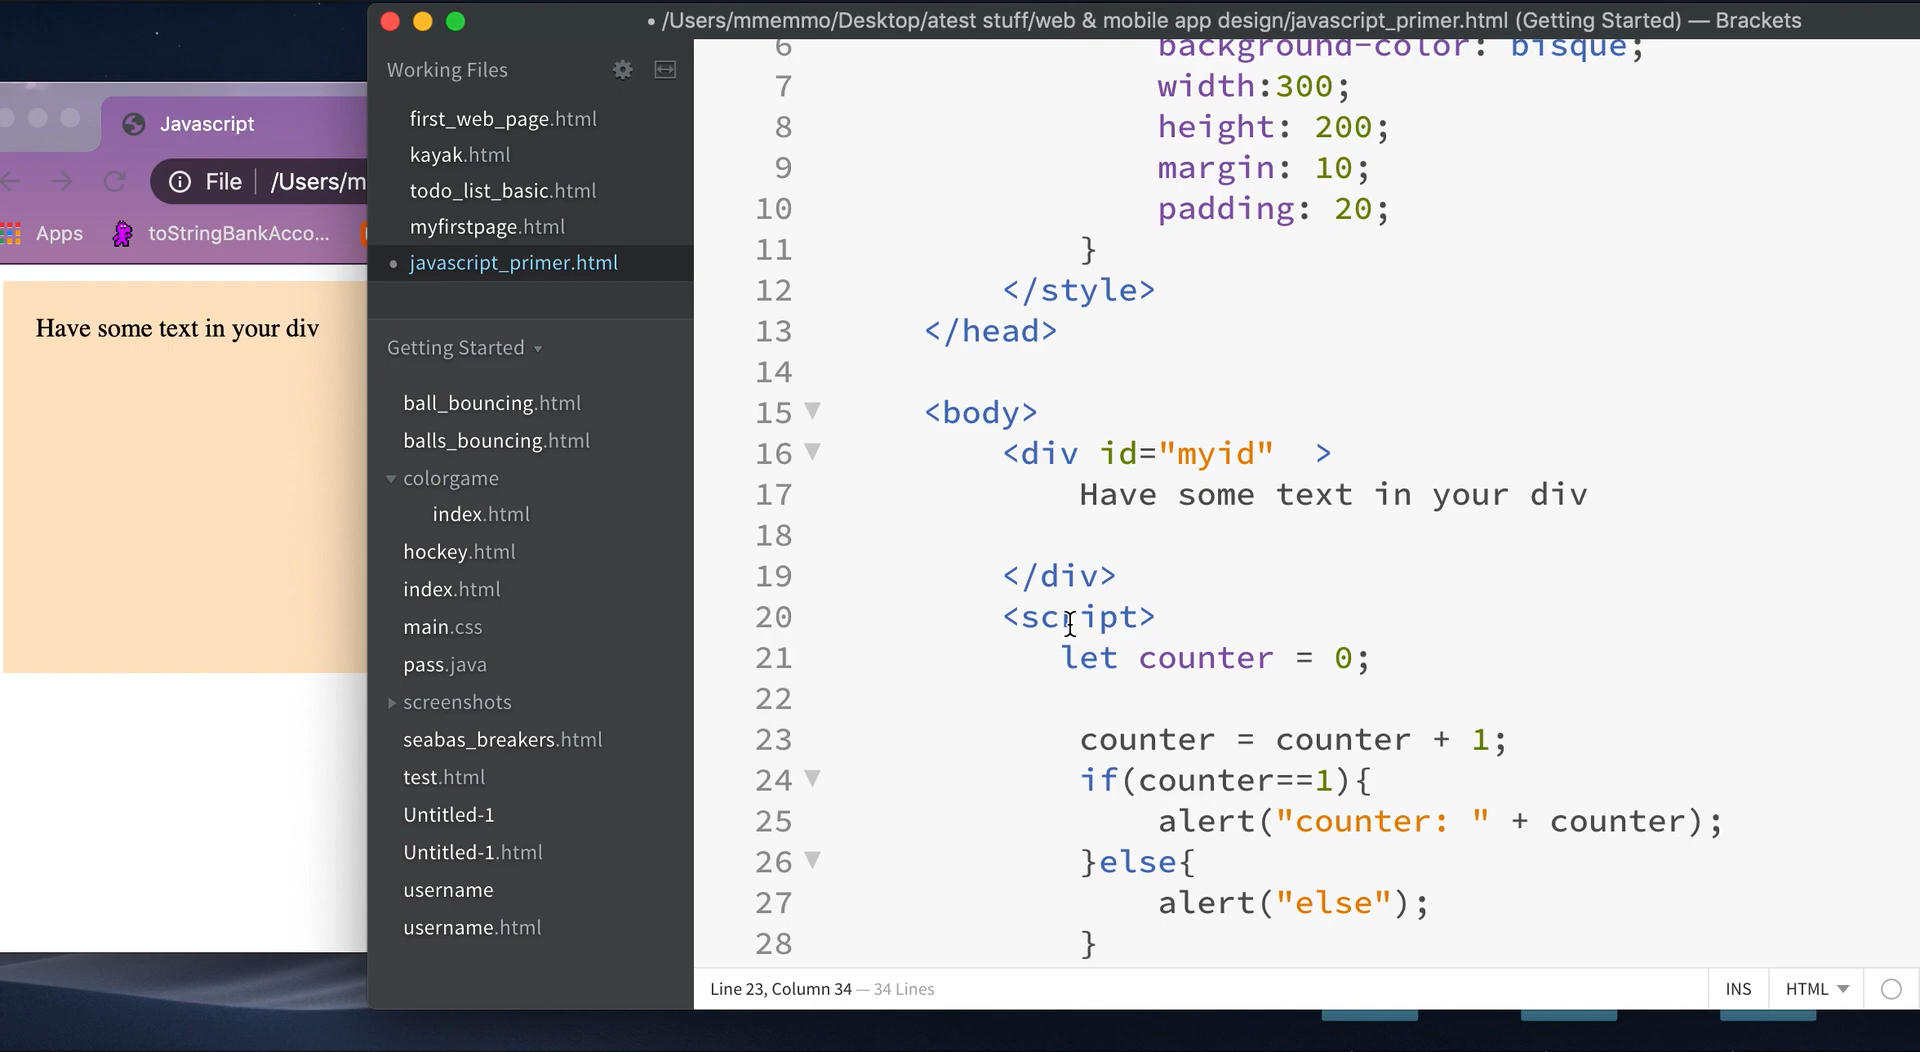 • /Users/mmemmo/Desktop/atest stuff/web & mobile app design/javascript_primer.html (Getting Started) — Brackets
Javascript
File
/Users/m
Apps
toStringBankAcco...
Have some text in your div
Working Files
first_web_page.html
kayak.html
todo_list_basic.html
myfirstpage.html
• javascript_primer.html
Getting Started
ball_bouncing.html
balls_bouncing.html
colorgame
index.html
hockey.html
index.html
main.css
pass.java
screenshots
seabas_breakers.html
test.html
Untitled-1
Untitled-1.html
username
username.html
6 background-color: bisque;
7 width:300;
8 height: 200;
9 margin: 10;
10 padding: 20;
11 }
12 </style>
13 </head>
14
15 <body>
16 <div id="myid"  >
17 Have some text in your div
18
19 </div>
20 <script>
21 let counter = 0;
22
23 counter = counter + 1;
24 if(counter==1){
25 alert("counter: " + counter);
26 }else{
27 alert("else");
28 }
Line 23, Column 34 — 34 Lines
INS
HTML